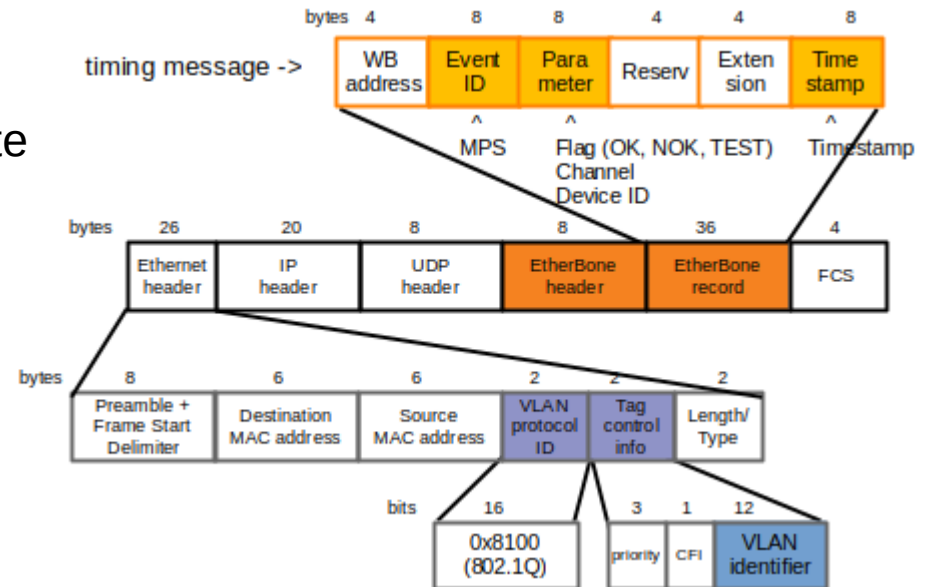 bytes 4 8 8 4 4 8
timing message -> WB address Event ID Para meter Reserv Exten sion Time stamp
^ ^ ^
MPS Flag (OK, NOK, TEST) Timestamp
Channel
Device ID
te
bytes 26 20 8 8 36 4
Ethernet header IP header UDP header EtherBone header EtherBone record FCS
bytes 8 6 6 2 2 2
Preamble + Frame Start Delimiter Destination MAC address Source MAC address VLAN protocol ID Tag control info Length/ Type
bits 16 3 1 12
0x8100 (802.1Q) priority CFI VLAN identifier